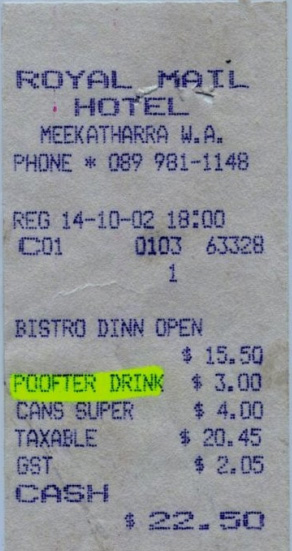 ROYAL MAIL
HOTEL
MEEKATHARRA W.A.
PHONE * 089 981-1148
REG 14-10-02 18:00
C01 0103 63328
1
BISTRO DINN OPEN
$ 15.50
POOFTER DRINK $ 3.00
CANS SUPER $ 4.00
TAXABLE $ 20.45
GST $ 2.05
CASH
$ 22.50